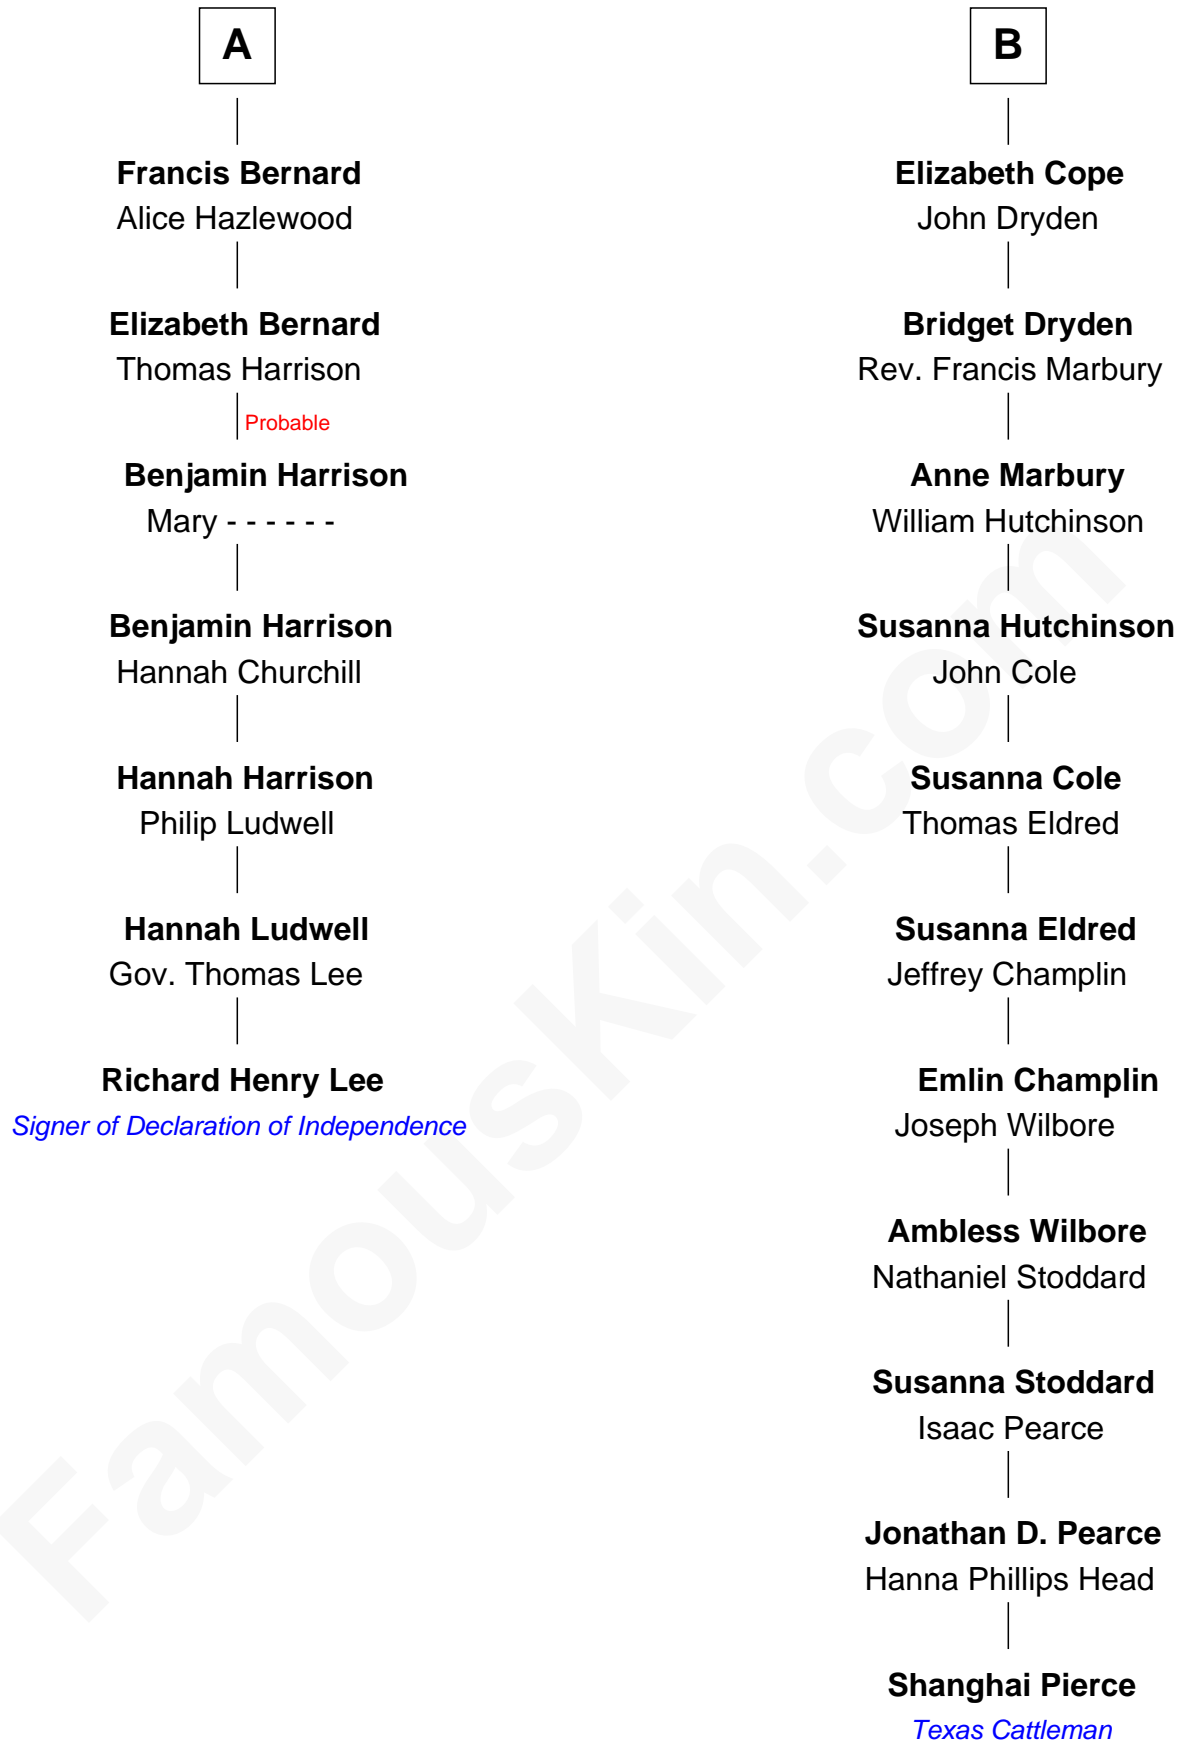 A
Francis Bernard
Alice Hazlewood
Elizabeth Bernard
Thomas Harrison
Probable
Benjamin Harrison
Mary - - - - - -
Benjamin Harrison
Hannah Churchill
Hannah Harrison
Philip Ludwell
Hannah Ludwell
Gov. Thomas Lee
Richard Henry Lee
Signer of Declaration of Independence
B
Elizabeth Cope
John Dryden
Bridget Dryden
Rev. Francis Marbury
Anne Marbury
William Hutchinson
Susanna Hutchinson
John Cole
Susanna Cole
Thomas Eldred
Susanna Eldred
Jeffrey Champlin
Emlin Champlin
Joseph Wilbore
Ambless Wilbore
Nathaniel Stoddard
Susanna Stoddard
Isaac Pearce
Jonathan D. Pearce
Hanna Phillips Head
Shanghai Pierce
Texas Cattleman
FamousKin.com